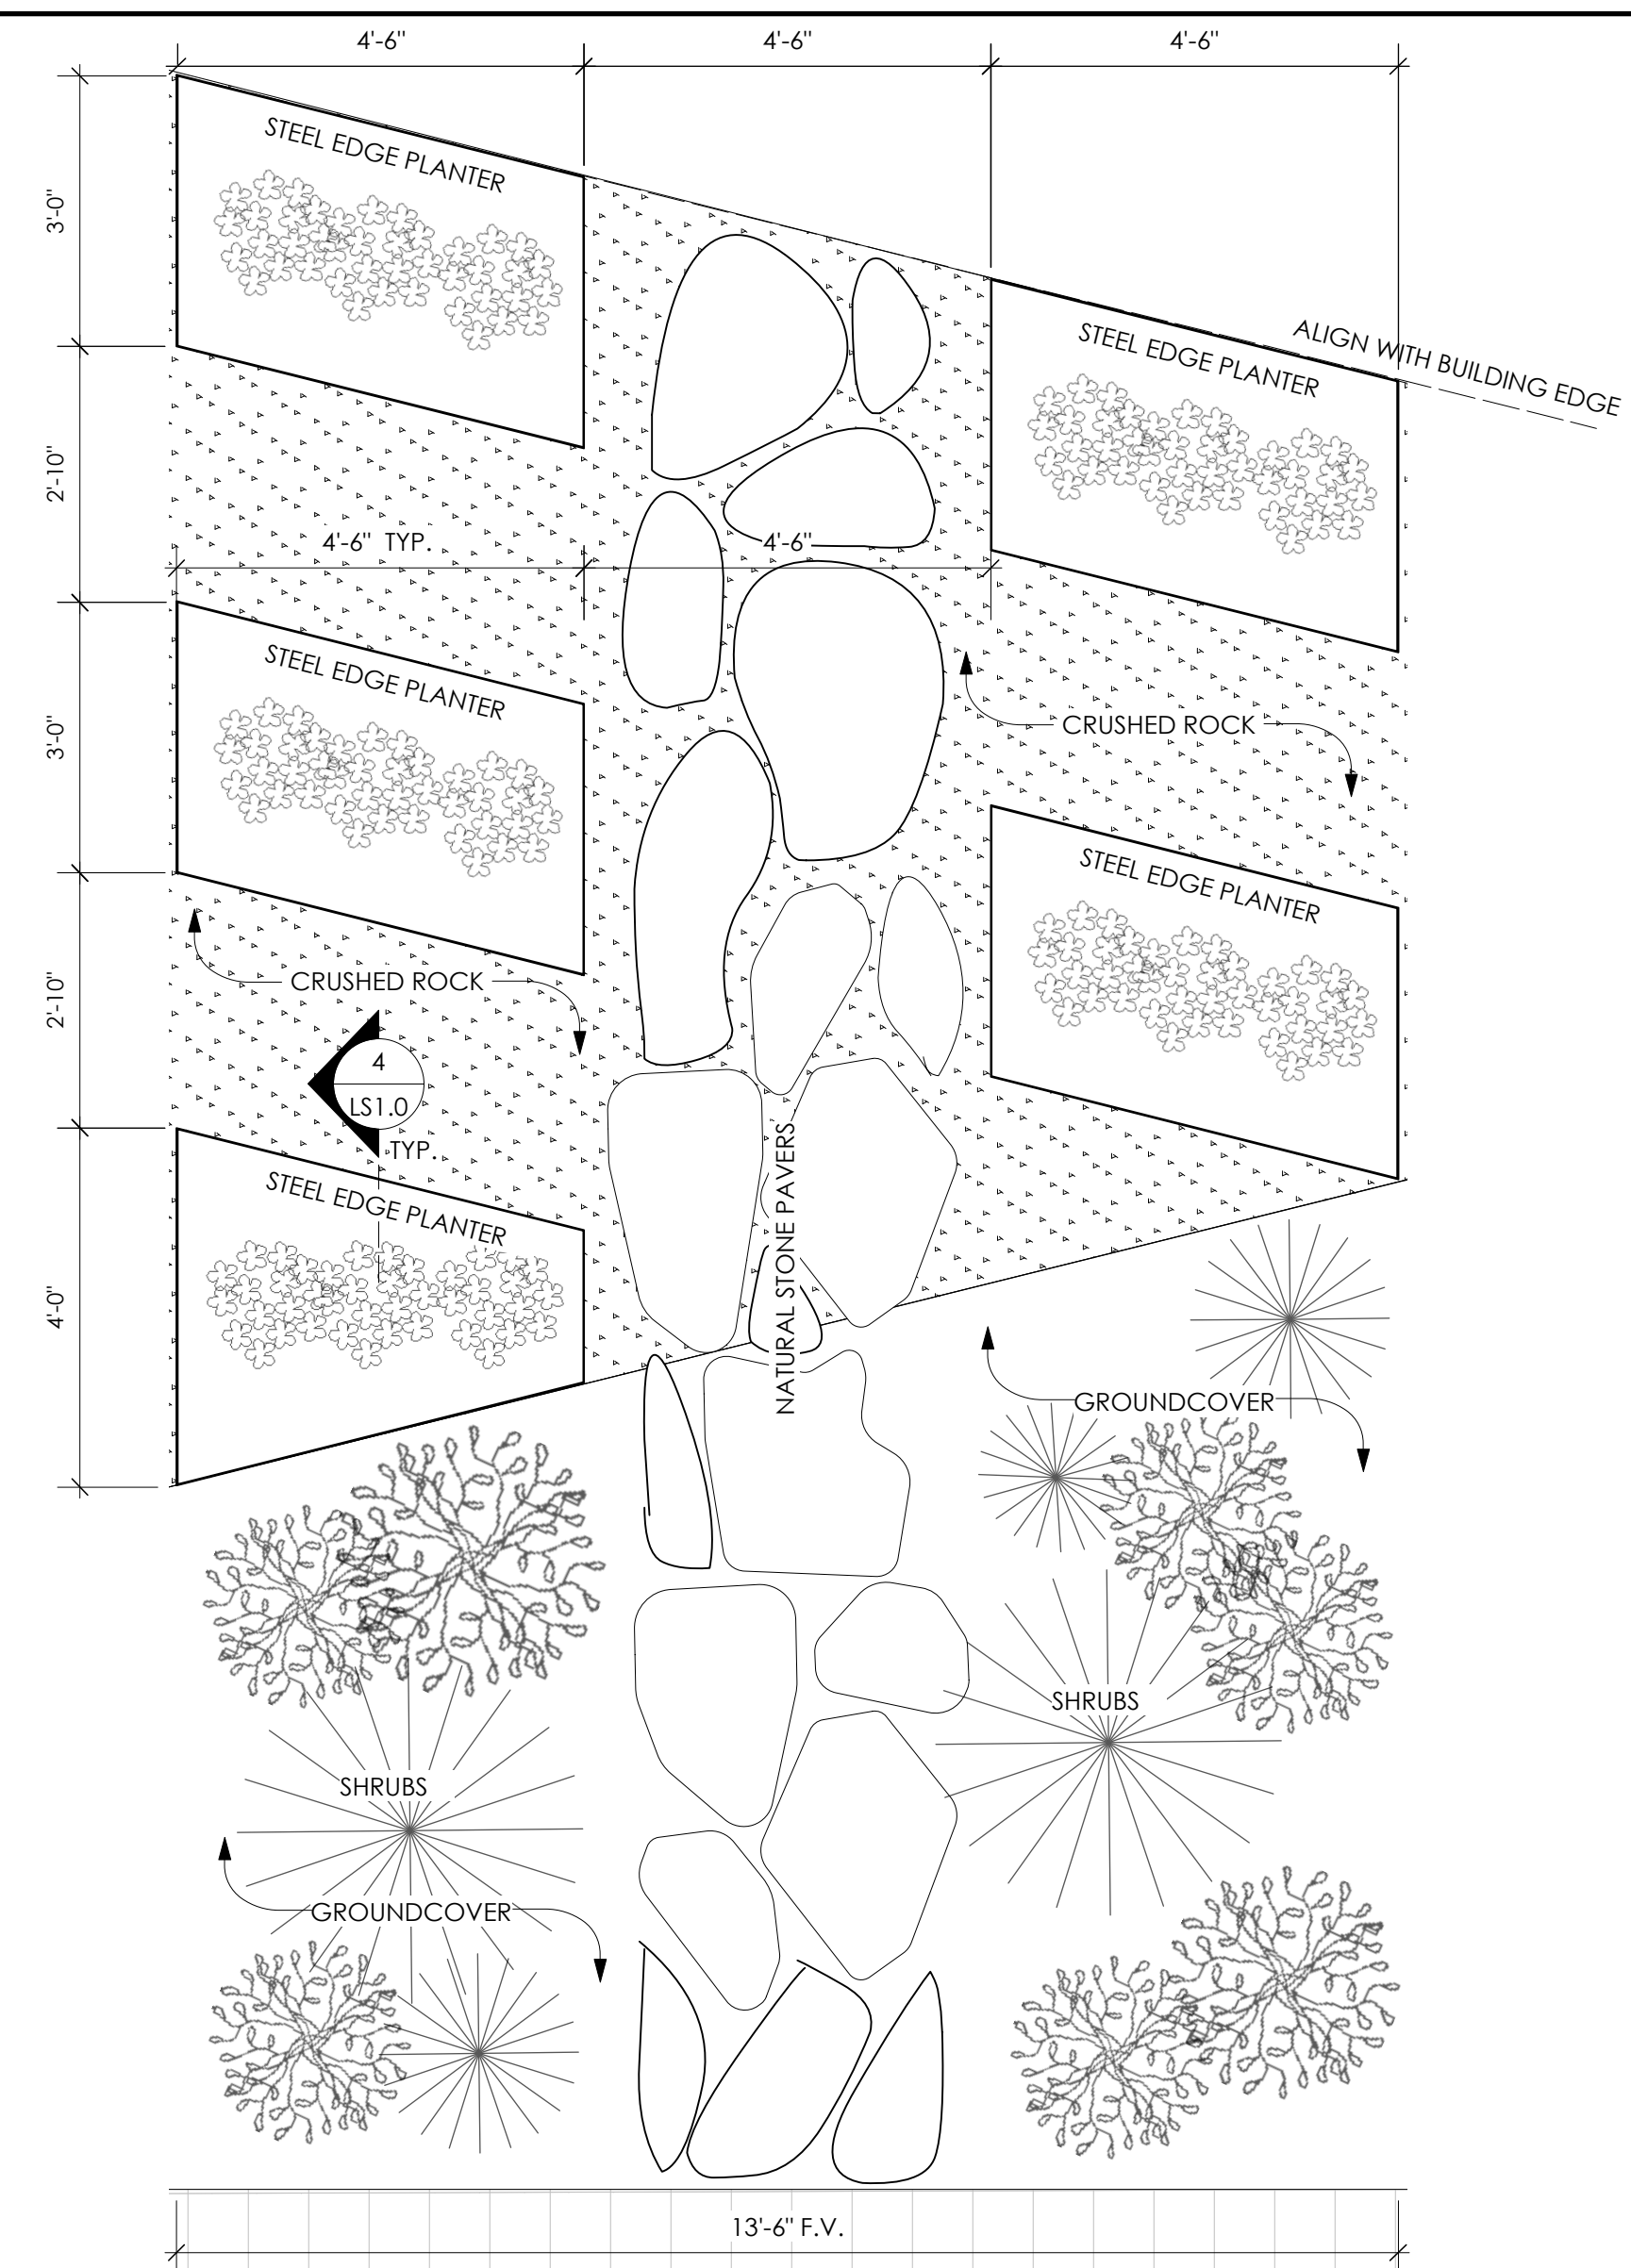 4'-6"
4'-6"
4'-6"
3'-0"
STEEL EDGE PLANTER
STEEL EDGE PLANTER
ALIGN WITH BUILDING EDGE
2'-10"
4'-6" TYP.
4'-6"
STEEL EDGE PLANTER
3'-0"
CRUSHED ROCK
STEEL EDGE PLANTER
2'-10"
CRUSHED ROCK
4
LS1.0
TYP.
STEEL EDGE PLANTER
NATURAL STONE PAVERS
4'-0"
GROUNDCOVER
SHRUBS
SHRUBS
GROUNDCOVER
13'-6" F.V.